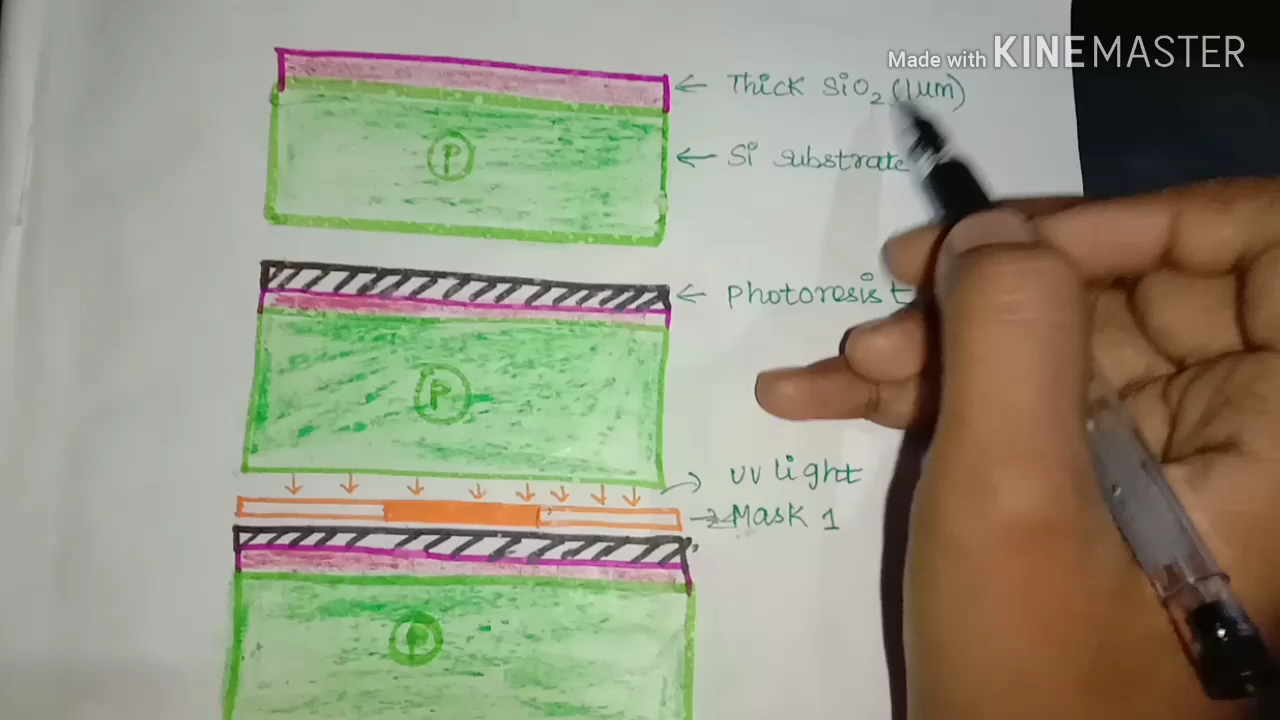 Made with KINEMASTER
← Thick SiO₂ (1μm)
P
← Si substrate
← Photoresist
P
UV light
Mask 1
P